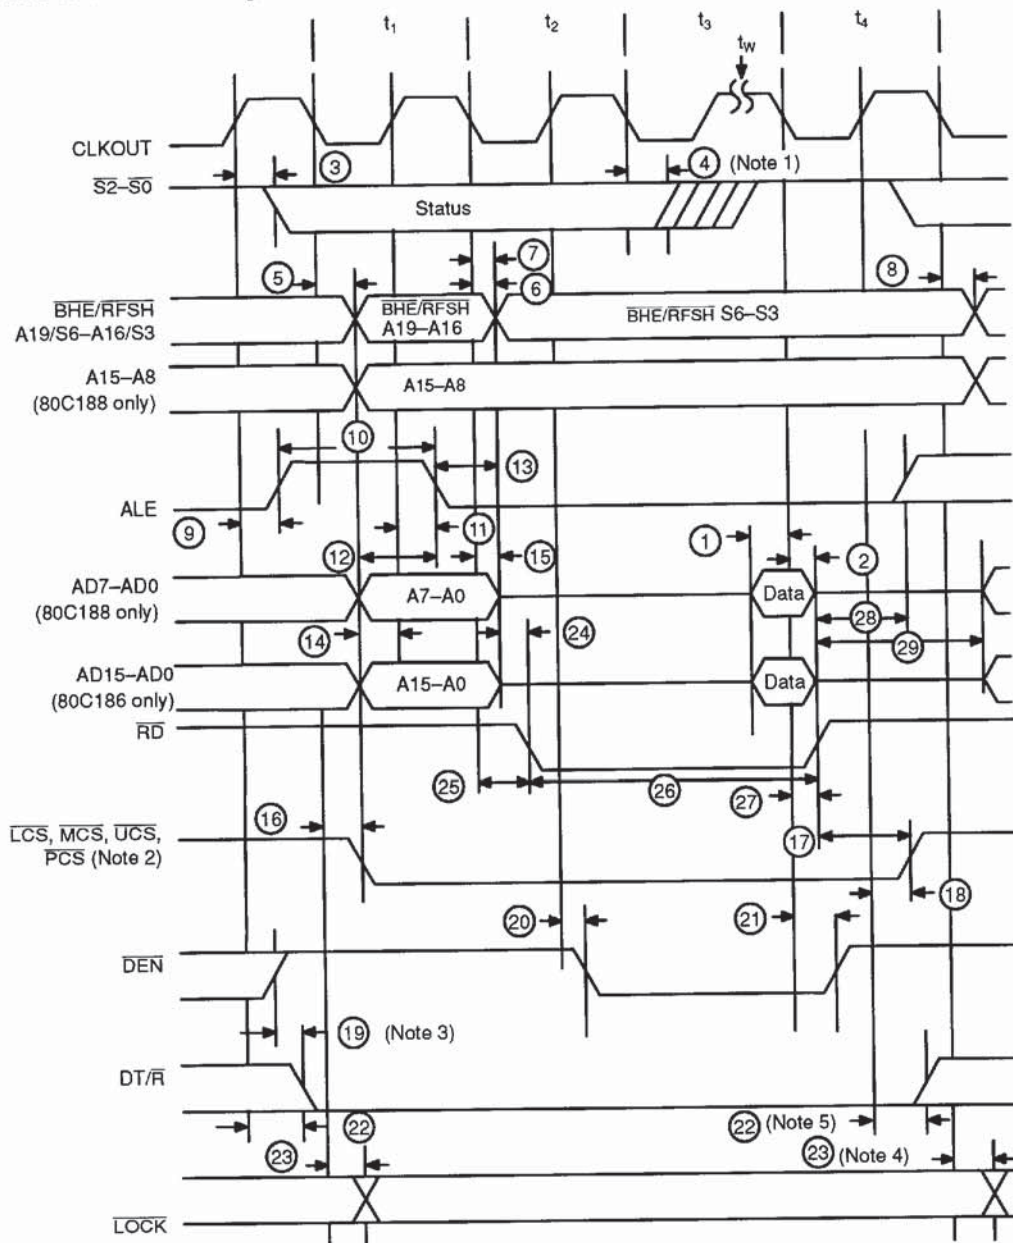 t1 t2 t3 t4
tW
CLKOUT
3 4 (Note 1)
S2–S0
Status
7
5 6 8
BHE/RFSH BHE/RFSH BHE/RFSH S6–S3
A19/S6–A16/S3 A19–A16
A15–A8 A15–A8
(80C188 only)
10
13
ALE
9 11 1
12 15 2
AD7–AD0 A7–A0 Data
(80C188 only)
28
14 24 29
AD15–AD0 A15–A0 Data
(80C186 only)
RD
25 26 27
16
LCS, MCS, UCS, 17
PCS (Note 2)
18
20 21
DEN
19 (Note 3)
DT/R
22 22 (Note 5)
23 23 (Note 4)
LOCK